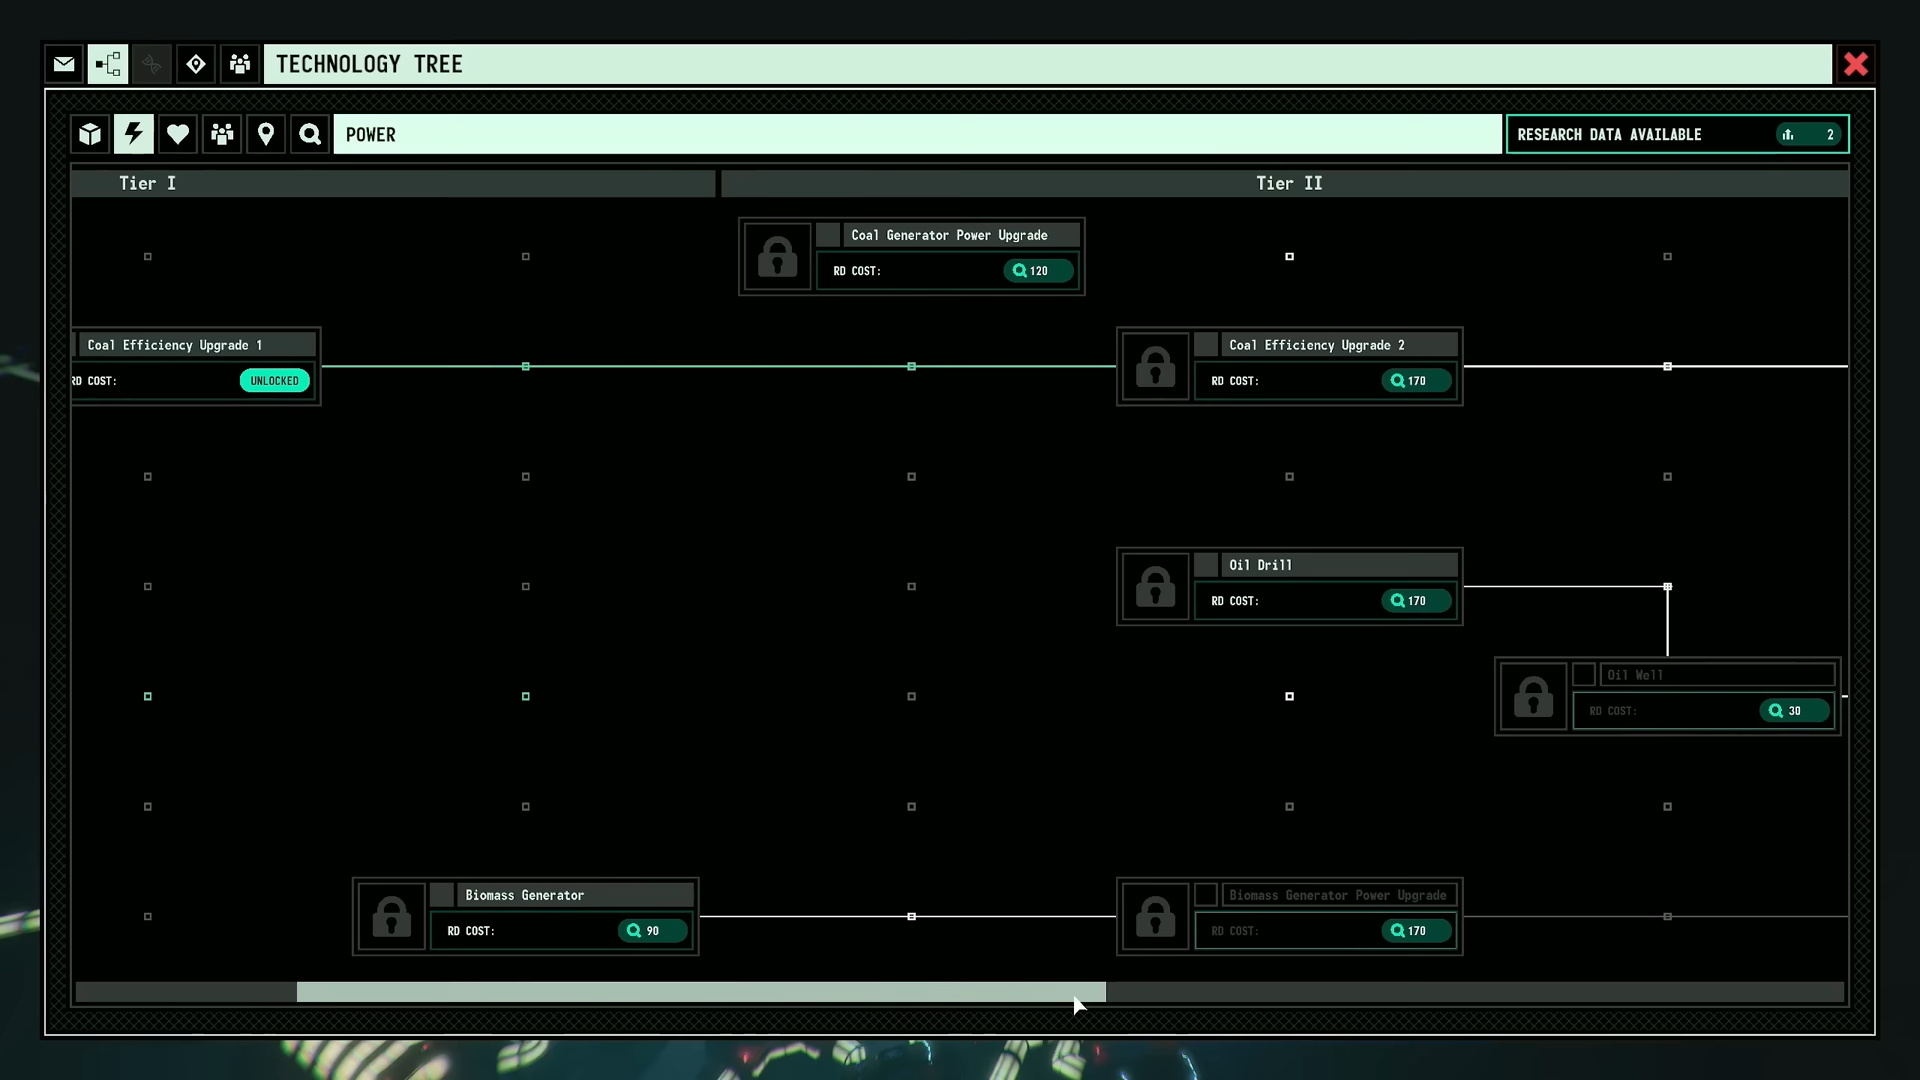 TECHNOLOGY TREE
POWER
RESEARCH DATA AVAILABLE 2
Tier I
Tier II
Coal Generator Power Upgrade
RD COST: 120
Coal Efficiency Upgrade 1
RD COST: UNLOCKED
Coal Efficiency Upgrade 2
RD COST: 170
Oil Drill
RD COST: 170
Oil Well
RD COST: 30
Biomass Generator
RD COST: 90
Biomass Generator Power Upgrade
RD COST: 170